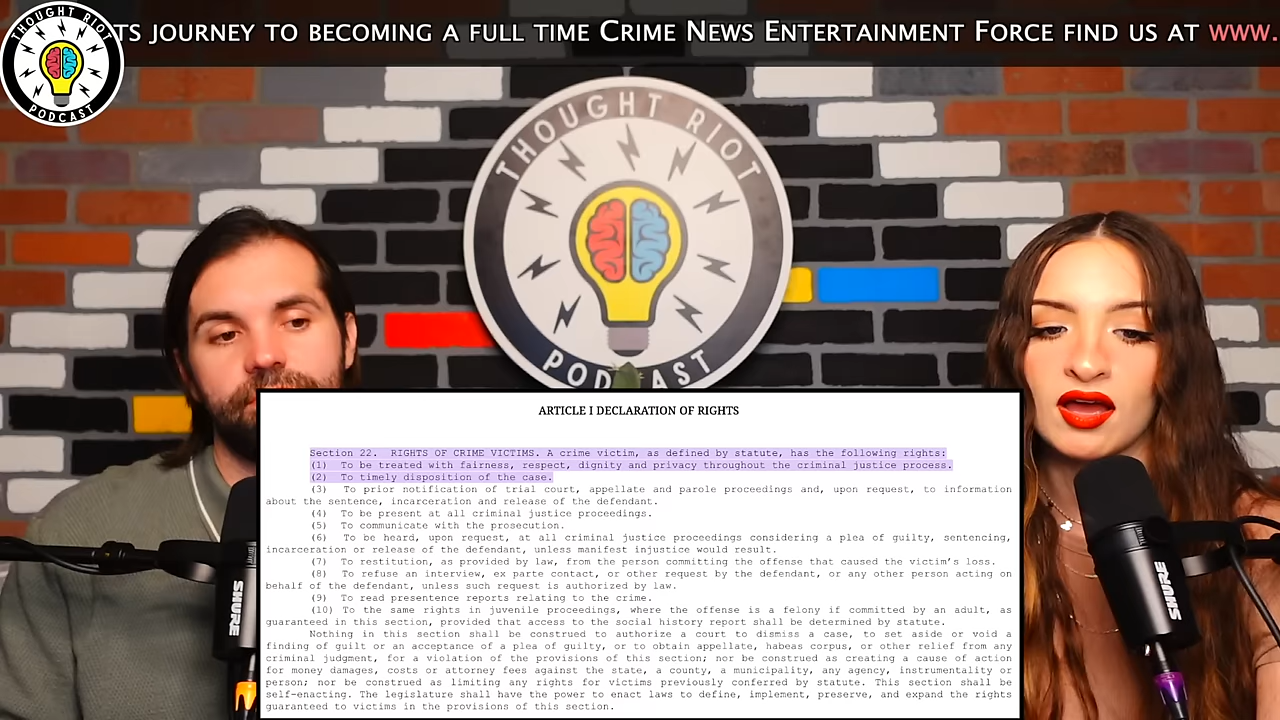 TS JOURNEY TO BECOMING A FULL TIME CRIME NEWS ENTERTAINMENT FORCE FIND US AT WWW.
THOUGHT RIOT
PODCAST
THOUGHT RIOT
PODCAST
ARTICLE I DECLARATION OF RIGHTS
Section 22. RIGHTS OF CRIME VICTIMS. A crime victim, as defined by statute, has the following rights:
(1) To be treated with fairness, respect, dignity and privacy throughout the criminal justice process.
(2) To timely disposition of the case.
(3) To prior notification of trial court, appellate and parole proceedings and, upon request, to information
about the sentence, incarceration and release of the defendant.
(4) To be present at all criminal justice proceedings.
(5) To communicate with the prosecution.
(6) To be heard, upon request, at all criminal justice proceedings considering a plea of guilty, sentencing,
incarceration or release of the defendant, unless manifest injustice would result.
(7) To restitution, as provided by law, from the person committing the offense that caused the victim's loss.
(8) To refuse an interview, ex parte contact, or other request by the defendant, or any other person acting on
behalf of the defendant, unless such request is authorized by law.
(9) To read presentence reports relating to the crime.
(10) To the same rights in juvenile proceedings, where the offense is a felony if committed by an adult, as
guaranteed in this section, provided that access to the social history report shall be determined by statute.
Nothing in this section shall be construed to authorize a court to dismiss a case, to set aside or void a
finding of guilt or an acceptance of a plea of guilty, or to obtain appellate, habeas corpus, or other relief from any
criminal judgment, for a violation of the provisions of this section; nor be construed as creating a cause of action
for money damages, costs or attorney fees against the state, a county, a municipality, any agency, instrumentality or
person; nor be construed as limiting any rights for victims previously conferred by statute. This section shall be
self-enacting. The legislature shall have the power to enact laws to define, implement, preserve, and expand the rights
guaranteed to victims in the provisions of this section.
SHURE
SHURE